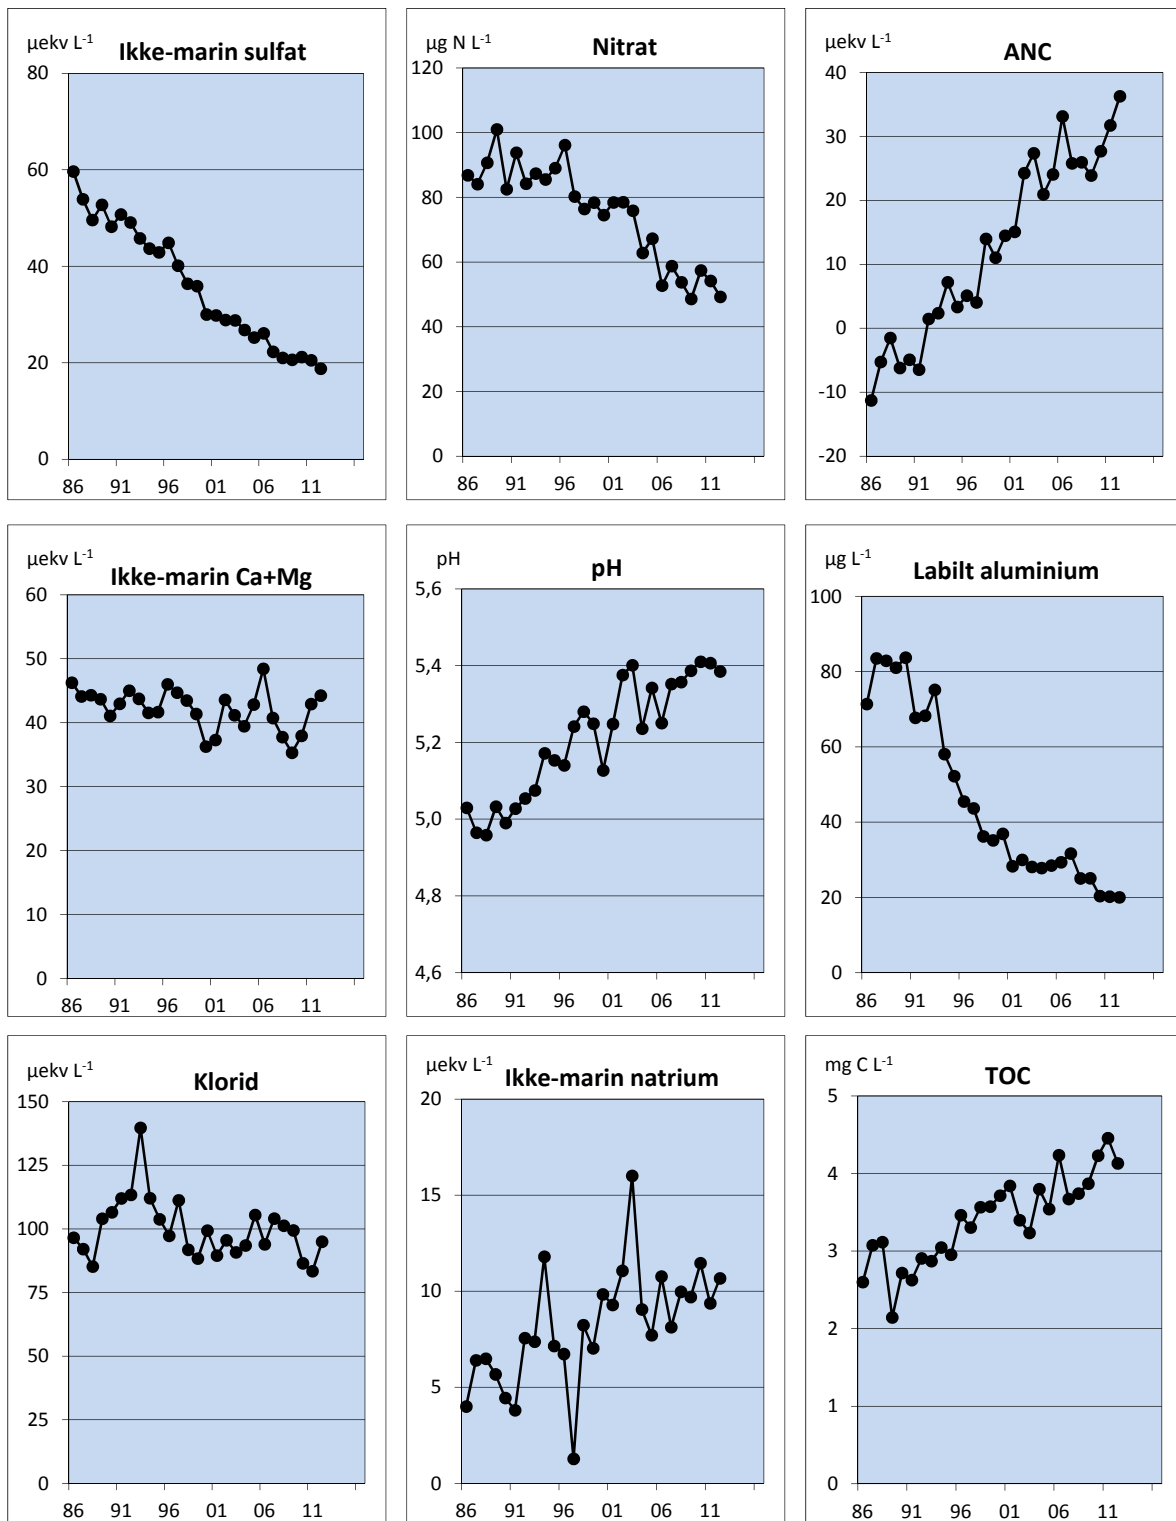 µekv L-1
Ikke-marin sulfat
80
60
40
20
0
86 91 96 01 06 11
µg N L-1
Nitrat
120
100
80
60
40
20
0
86 91 96 01 06 11
µekv L-1
ANC
40
30
20
10
0
-10
-20
86 91 96 01 06 11
µekv L-1
Ikke-marin Ca+Mg
60
50
40
30
20
10
0
86 91 96 01 06 11
pH
pH
5,6
5,4
5,2
5,0
4,8
4,6
86 91 96 01 06 11
µg L-1
Labilt aluminium
100
80
60
40
20
0
86 91 96 01 06 11
µekv L-1
Klorid
150
125
100
75
50
25
0
86 91 96 01 06 11
µekv L-1
Ikke-marin natrium
20
15
10
5
0
86 91 96 01 06 11
mg C L-1
TOC
5
4
3
2
1
0
86 91 96 01 06 11